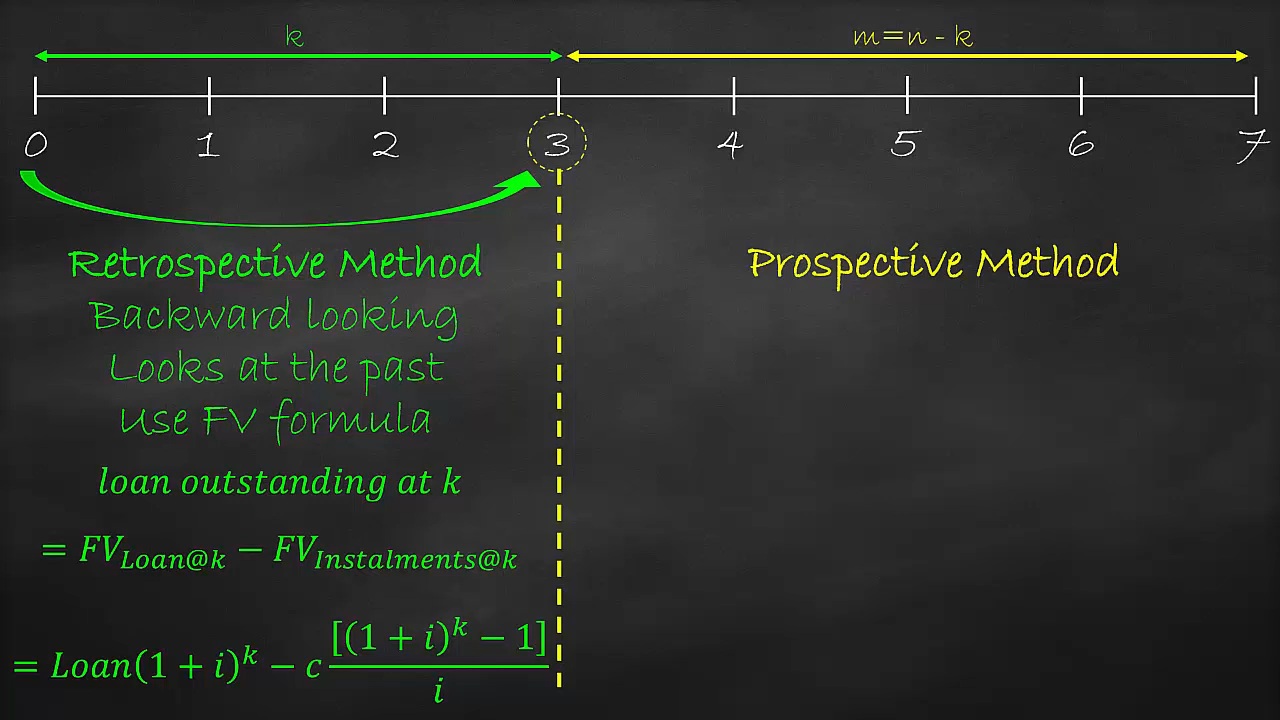 k
m=n - k
0 1 2 3 4 5 6 7
Retrospective Method
Backward looking
Looks at the past
Use FV formula
loan outstanding at k
= FV_{Loan@k} − FV_{Instalments@k}
= Loan(1 + i)^k − c [(1 + i)^k − 1] / i
Prospective Method